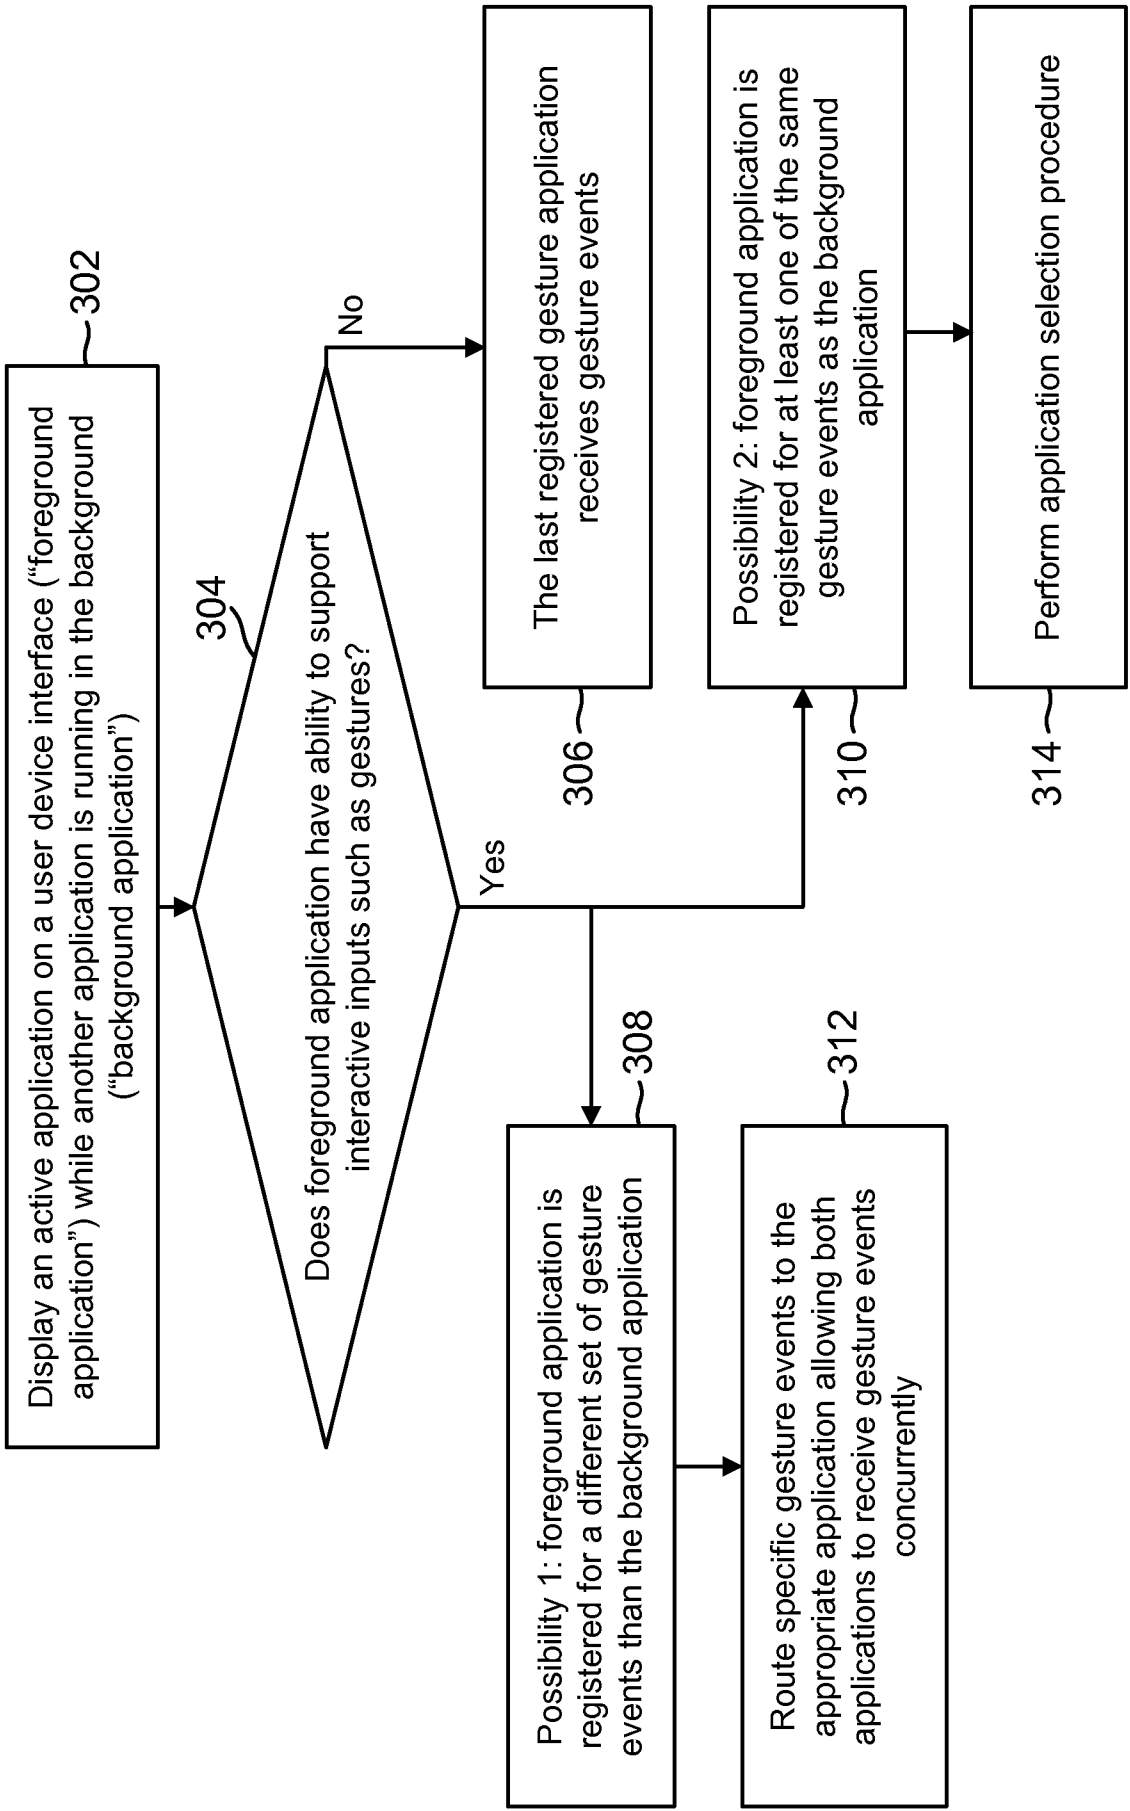 302
Display an active application on a user device interface (“foreground
application”) while another application is running in the background
(“background application”)
304
Does foreground application have ability to support
interactive inputs such as gestures?
No
Yes
306
The last registered gesture application
receives gesture events
308
Possibility 1: foreground application is
registered for a different set of gesture
events than the background application
310
Possibility 2: foreground application is
registered for at least one of the same
gesture events as the background
application
312
Route specific gesture events to the
appropriate application allowing both
applications to receive gesture events
concurrently
314
Perform application selection procedure